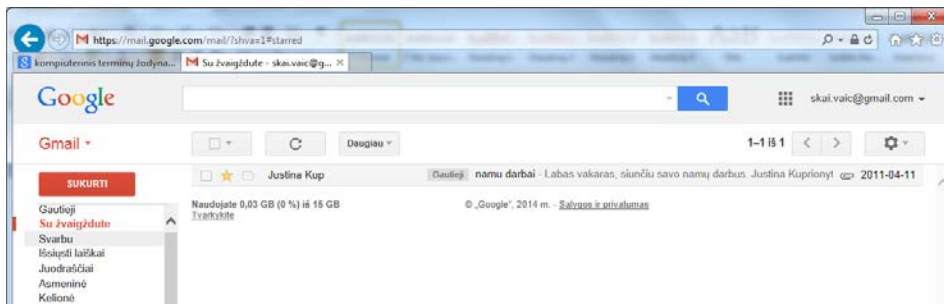 https://mail.google.com/mail/?shva=1#starred
kompiuterinis terminų žodyna...
Su žvaigždute - skai.vaic@g...
Google
skai.vaic@gmail.com
Gmail
Daugiau
1–1 iš 1
SUKURTI
Justina Kup
Gautieji
namu darbai - Labas vakaras, siunčiu savo namų darbus. Justina Kuprionyt
2011-04-11
Gautieji
Su žvaigždute
Svarbu
Išsiųsti laiškai
Juodraščiai
Asmeninė
Kelionė
Naudojate 0,03 GB (0 %) iš 15 GB
Tvarkykite
© „Google“, 2014 m. - Sąlygos ir privalumas